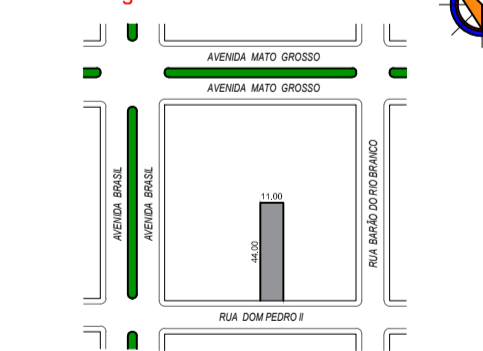 AVENIDA MATO GROSSO
AVENIDA MATO GROSSO
AVENIDA BRASIL
AVENIDA BRASIL
RUA BARÃO DO RIO BRANCO
11,00
44,00
RUA DOM PEDRO II